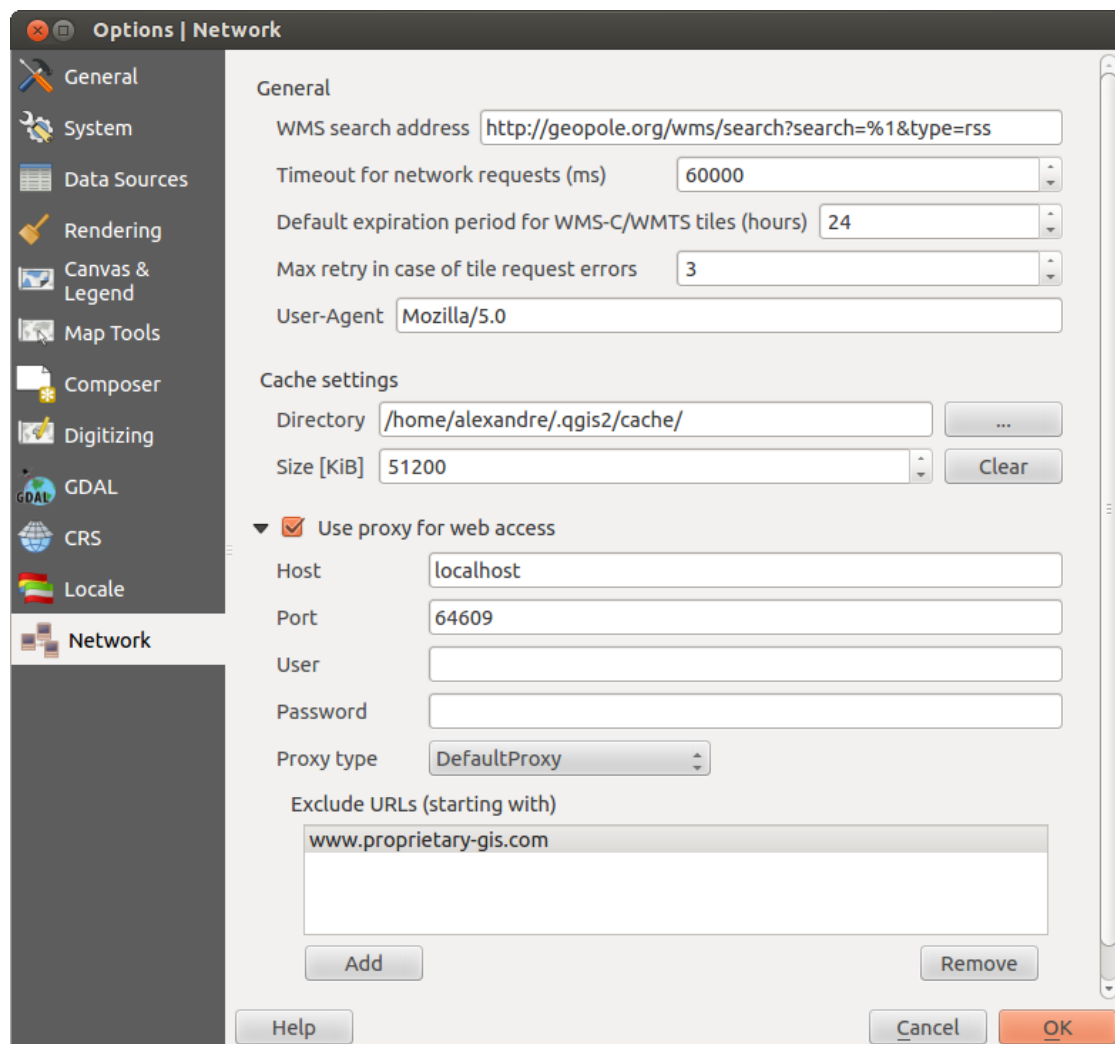 Options | Network
General
System
Data Sources
Rendering
Canvas &
Legend
Map Tools
Composer
Digitizing
GDAL
GDAL
CRS
Locale
Network
General
WMS search address http://geopole.org/wms/search?search=%1&type=rss
Timeout for network requests (ms) 60000
Default expiration period for WMS-C/WMTS tiles (hours) 24
Max retry in case of tile request errors 3
User-Agent Mozilla/5.0
Cache settings
Directory /home/alexandre/.qgis2/cache/ ...
Size [KiB] 51200 Clear
Use proxy for web access
Host localhost
Port 64609
User
Password
Proxy type DefaultProxy
Exclude URLs (starting with)
www.proprietary-gis.com
Add Remove
Help Cancel OK